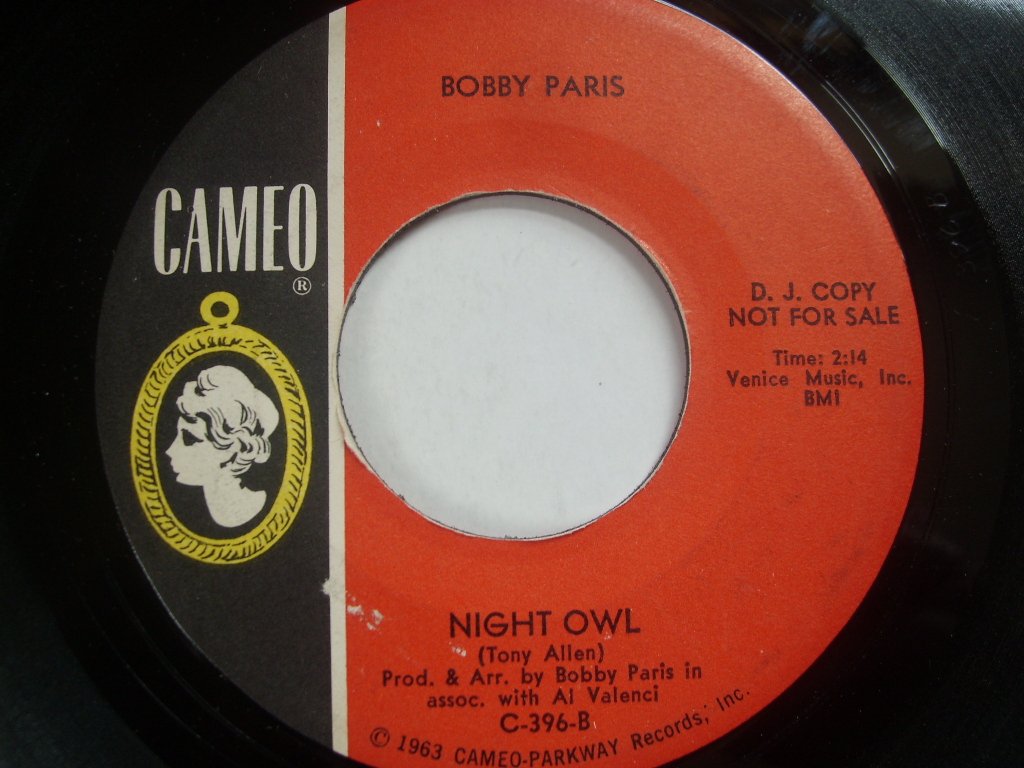 BOBBY PARIS
CAMEO
®
D. J. COPY
NOT FOR SALE
Time: 2:14
Venice Music, Inc.
BMI
NIGHT OWL
(Tony Allen)
Prod. & Arr. by Bobby Paris in
assoc. with Al Valenci
C-396-B
© 1963 CAMEO-PARKWAY Records, Inc.